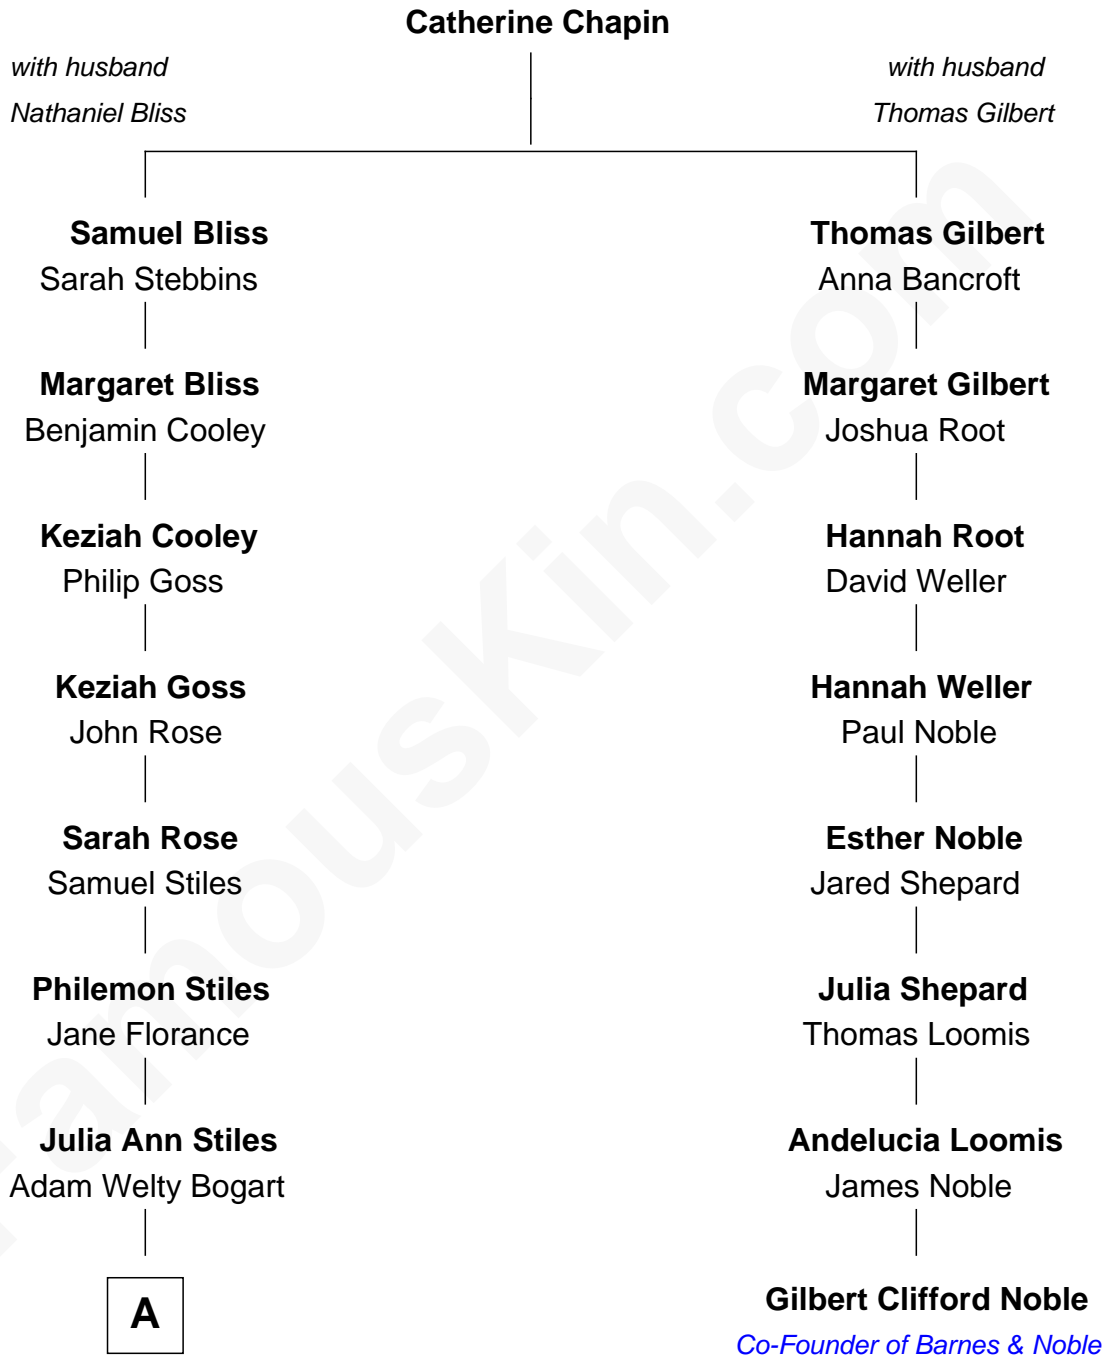 Catherine Chapin
with husband
Nathaniel Bliss
with husband
Thomas Gilbert
Samuel Bliss
Sarah Stebbins
Margaret Bliss
Benjamin Cooley
Keziah Cooley
Philip Goss
Keziah Goss
John Rose
Sarah Rose
Samuel Stiles
Philemon Stiles
Jane Florance
Julia Ann Stiles
Adam Welty Bogart
A
Thomas Gilbert
Anna Bancroft
Margaret Gilbert
Joshua Root
Hannah Root
David Weller
Hannah Weller
Paul Noble
Esther Noble
Jared Shepard
Julia Shepard
Thomas Loomis
Andelucia Loomis
James Noble
Gilbert Clifford Noble
Co-Founder of Barnes & Noble
FamousKin.com